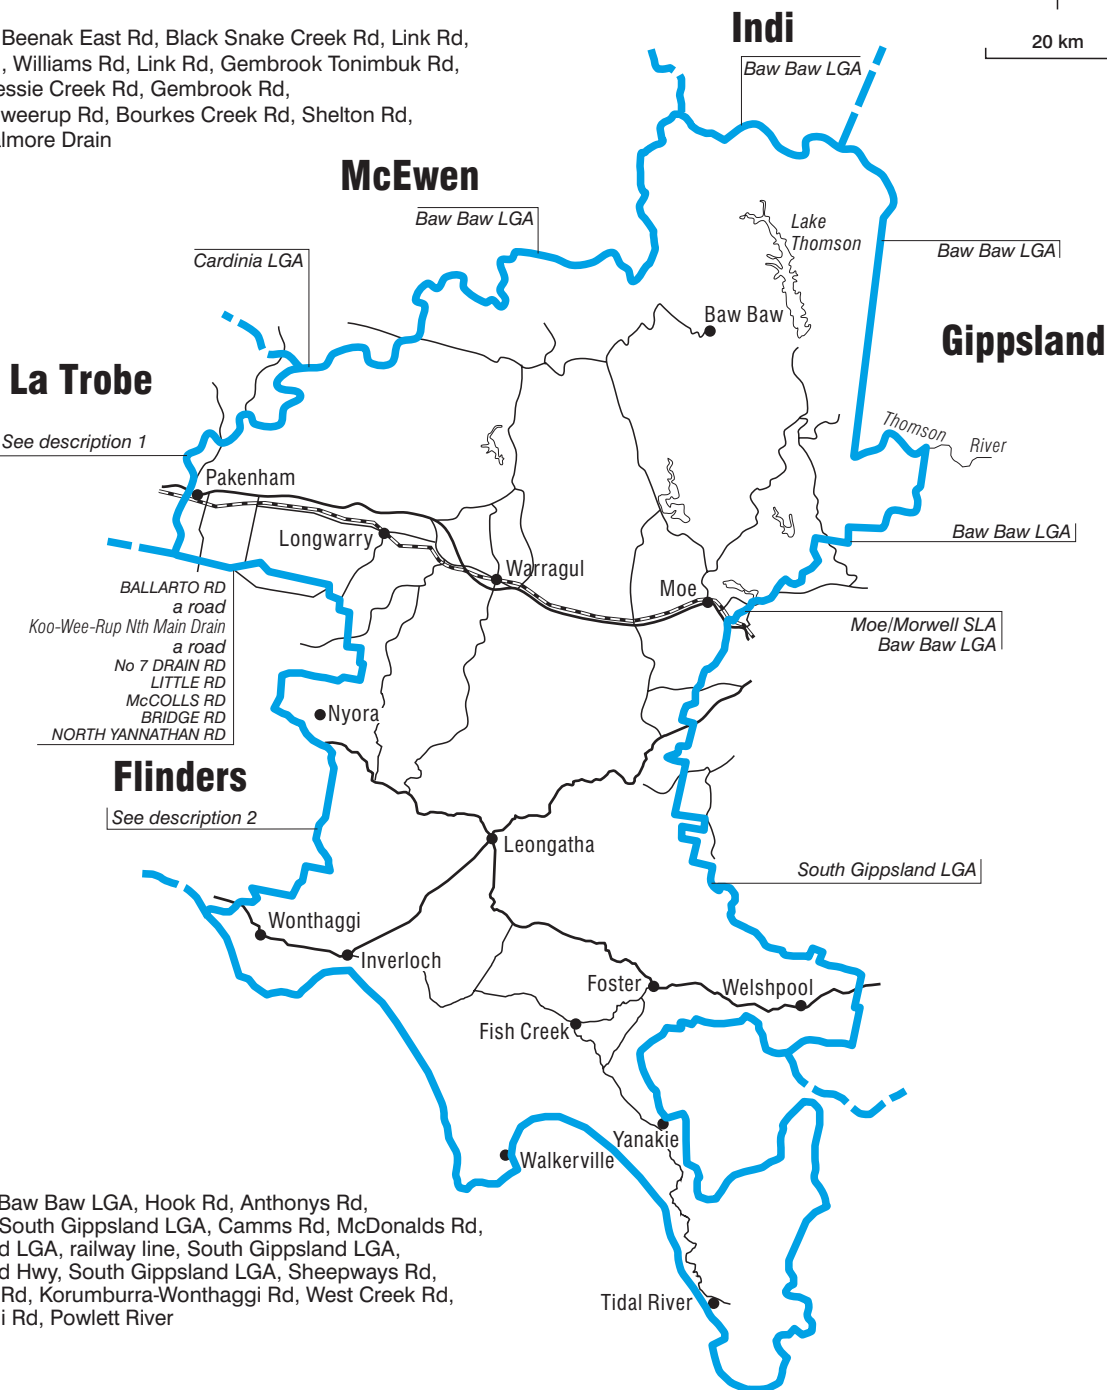 Indi
20 km
Beenak East Rd, Black Snake Creek Rd, Link Rd,
, Williams Rd, Link Rd, Gembrook Tonimbuk Rd,
essie Creek Rd, Gembrook Rd,
weerup Rd, Bourkes Creek Rd, Shelton Rd,
lmore Drain
Baw Baw LGA
McEwen
Baw Baw LGA
Lake
Thomson
Baw Baw LGA
Cardinia LGA
Baw Baw
Gippsland
La Trobe
See description 1
Thomson
River
Pakenham
Longwarry
Baw Baw LGA
Warragul
Moe
BALLARTO RD
a road
Koo-Wee-Rup Nth Main Drain
a road
No 7 DRAIN RD
LITTLE RD
McCOLLS RD
BRIDGE RD
NORTH YANNATHAN RD
Moe/Morwell SLA
Baw Baw LGA
Nyora
Flinders
See description 2
Leongatha
South Gippsland LGA
Wonthaggi
Inverloch
Foster
Welshpool
Fish Creek
Yanakie
Walkerville
Baw Baw LGA, Hook Rd, Anthonys Rd,
South Gippsland LGA, Camms Rd, McDonalds Rd,
d LGA, railway line, South Gippsland LGA,
d Hwy, South Gippsland LGA, Sheepways Rd,
Rd, Korumburra-Wonthaggi Rd, West Creek Rd,
i Rd, Powlett River
Tidal River